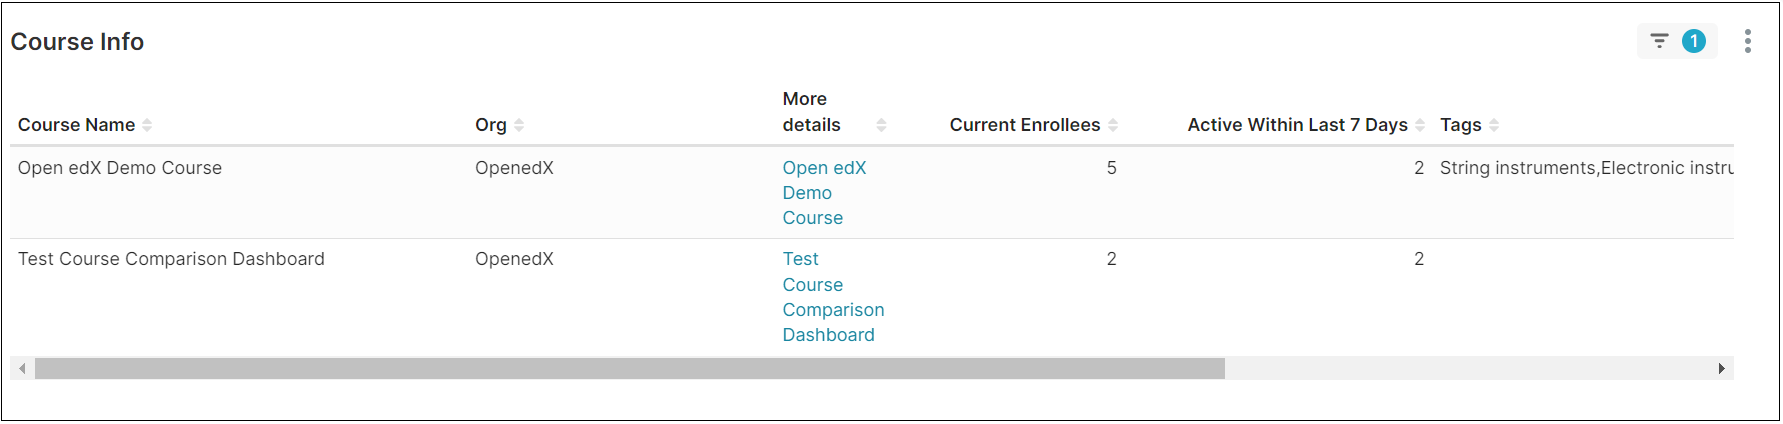 Course Info
1
More
details
Course Name Org Current Enrollees Active Within Last 7 Days Tags
Open edX Demo Course OpenedX Open edX 5 2 String instruments,Electronic instru
Demo
Course
Test Course Comparison Dashboard OpenedX Test 2 2
Course
Comparison
Dashboard